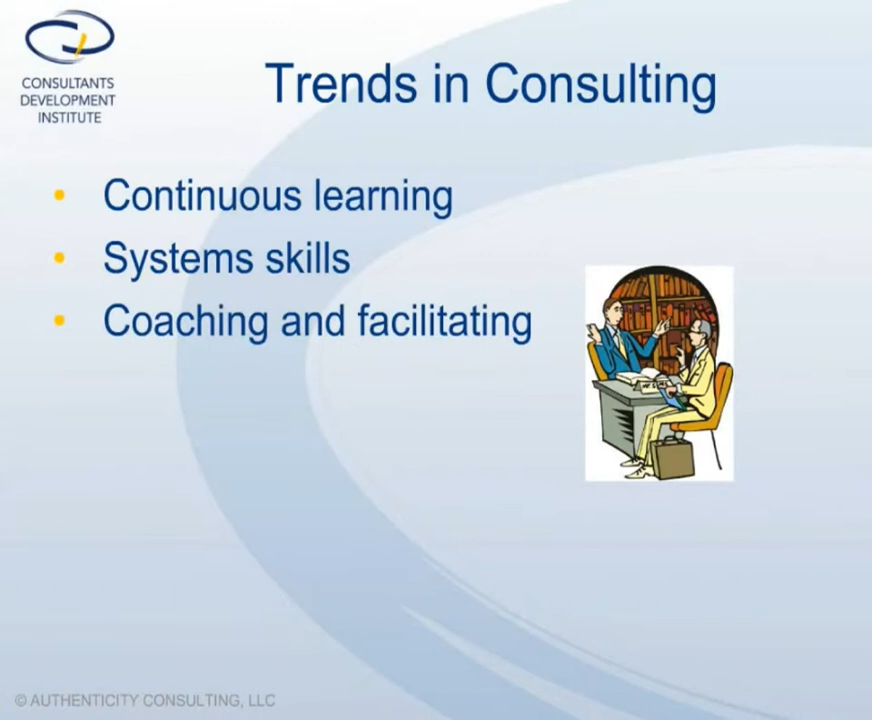 CONSULTANTS
DEVELOPMENT
INSTITUTE
Trends in Consulting
• Continuous learning
• Systems skills
• Coaching and facilitating
© AUTHENTICITY CONSULTING, LLC